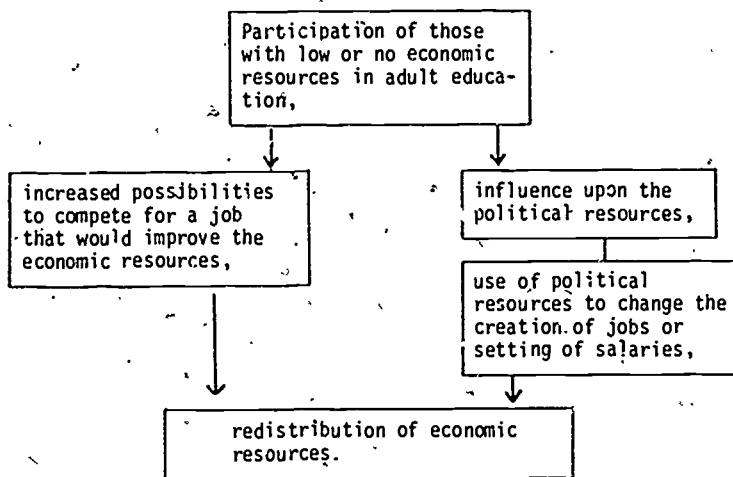 Participation of those
with low or no economic
resources in adult educa-
tion,
increased possibilities
to compete for a job
that would improve the
economic resources,
influence upon the
political resources,
use of political
resources to change the
creation of jobs or
setting of salaries,
redistribution of economic
resources.